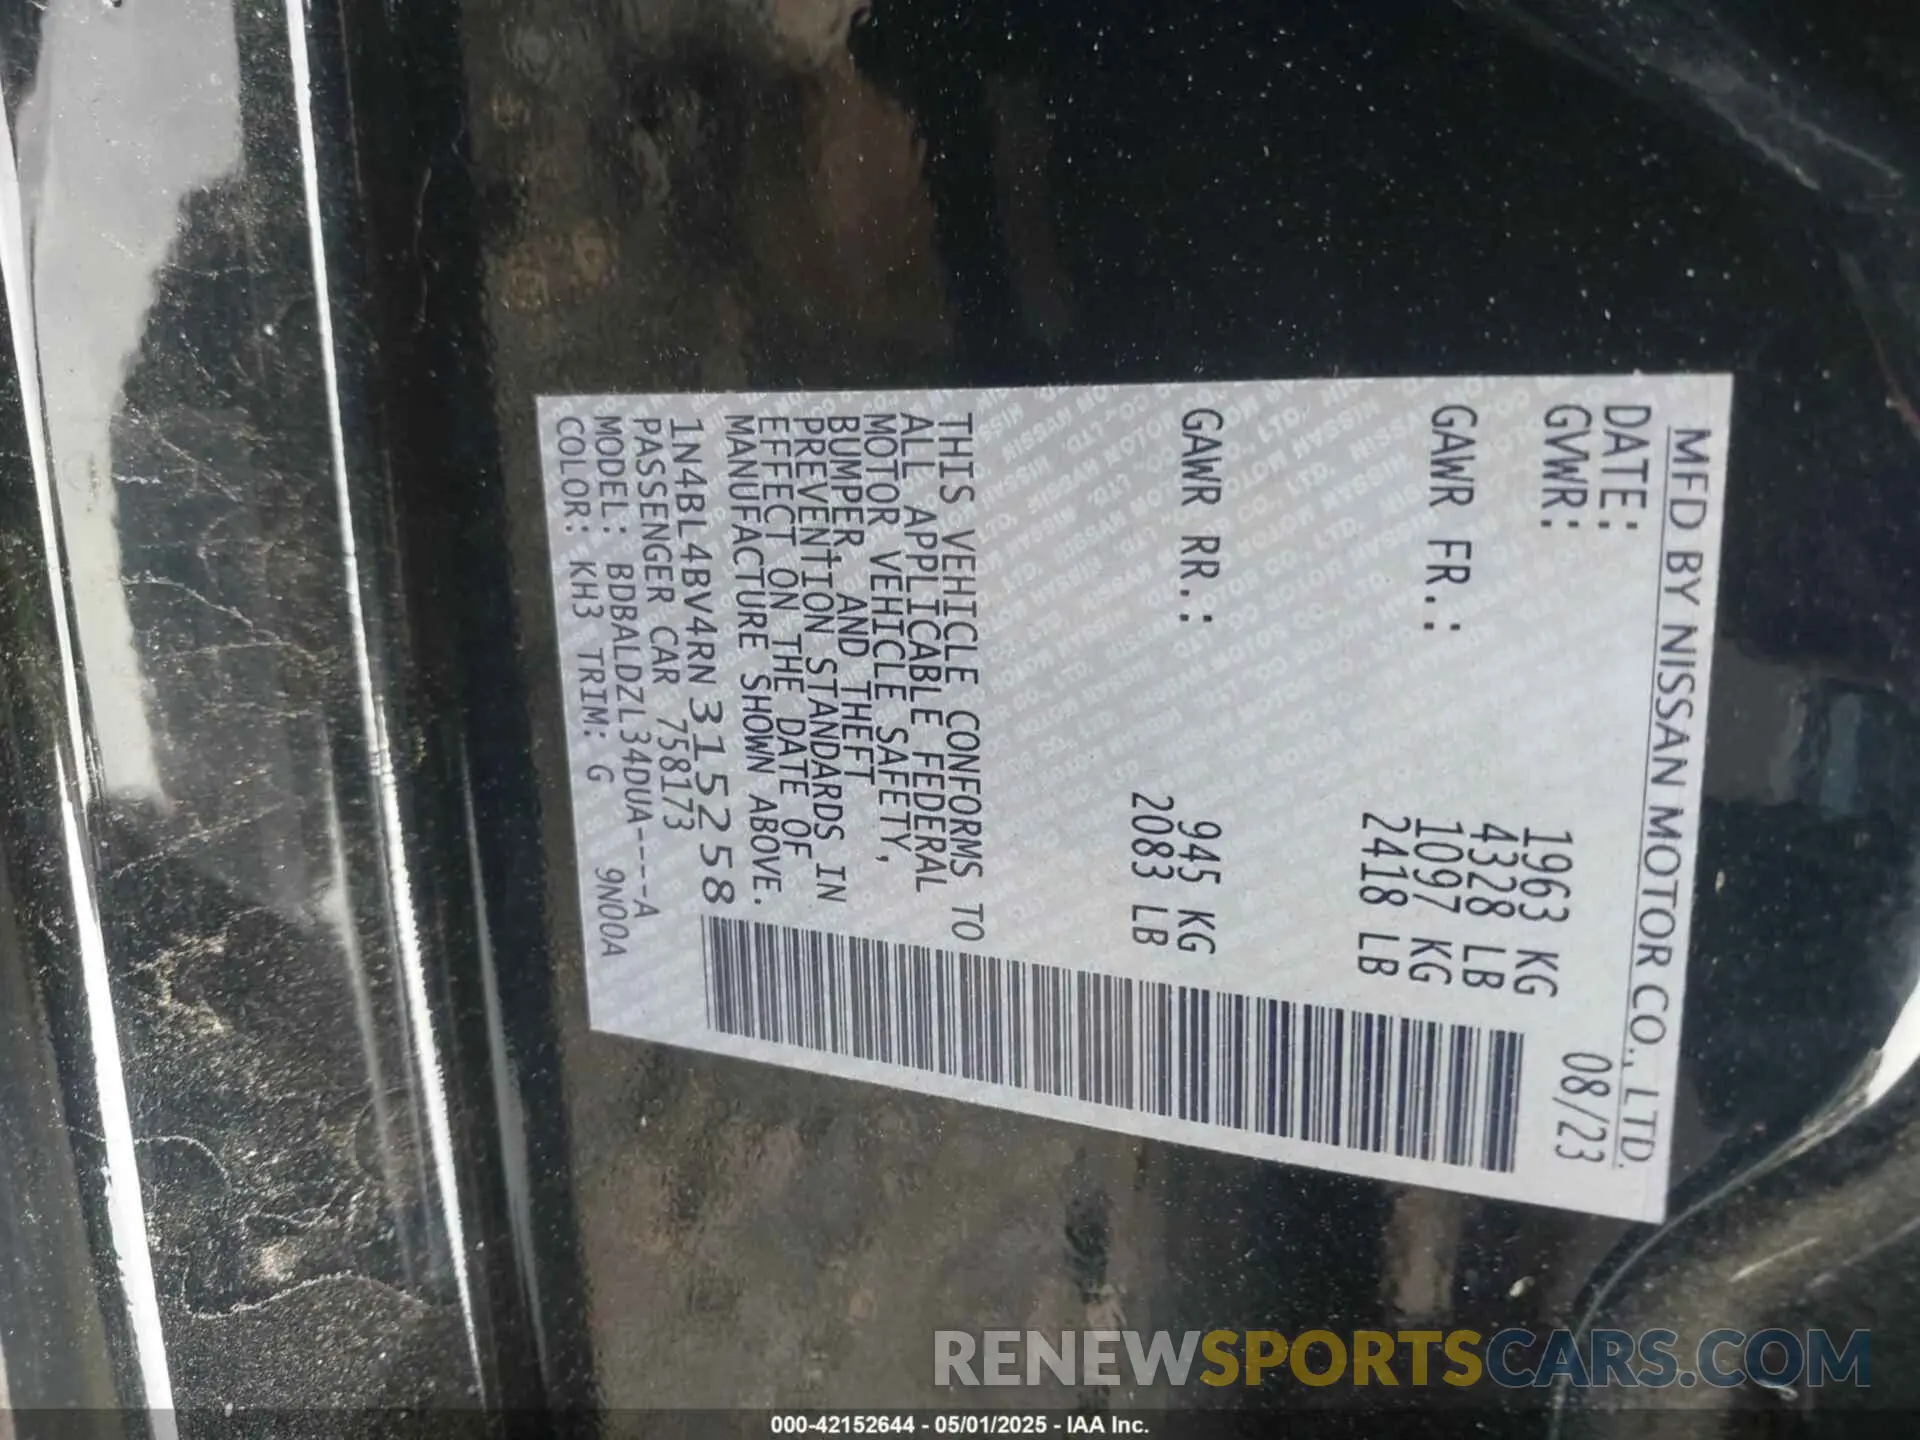 MFD BY NISSAN MOTOR CO., LTD.
DATE: 08/23
GVWR: 1963 KG
4328 LB
GAWR FR.: 1097 KG
2418 LB
GAWR RR.: 945 KG
2083 LB
THIS VEHICLE CONFORMS TO
ALL APPLICABLE FEDERAL
MOTOR VEHICLE SAFETY,
BUMPER, AND THEFT
PREVENTION STANDARDS IN
EFFECT ON THE DATE OF
MANUFACTURE SHOWN ABOVE.
1N4BL4BV4RN315258
PASSENGER CAR 758173
MODEL: BDBALDZL34DUA----A
COLOR: KH3 TRIM: G 9N00A
RENEWSPORTSCARS.COM
000-42152644 - 05/01/2025 - IAA Inc.